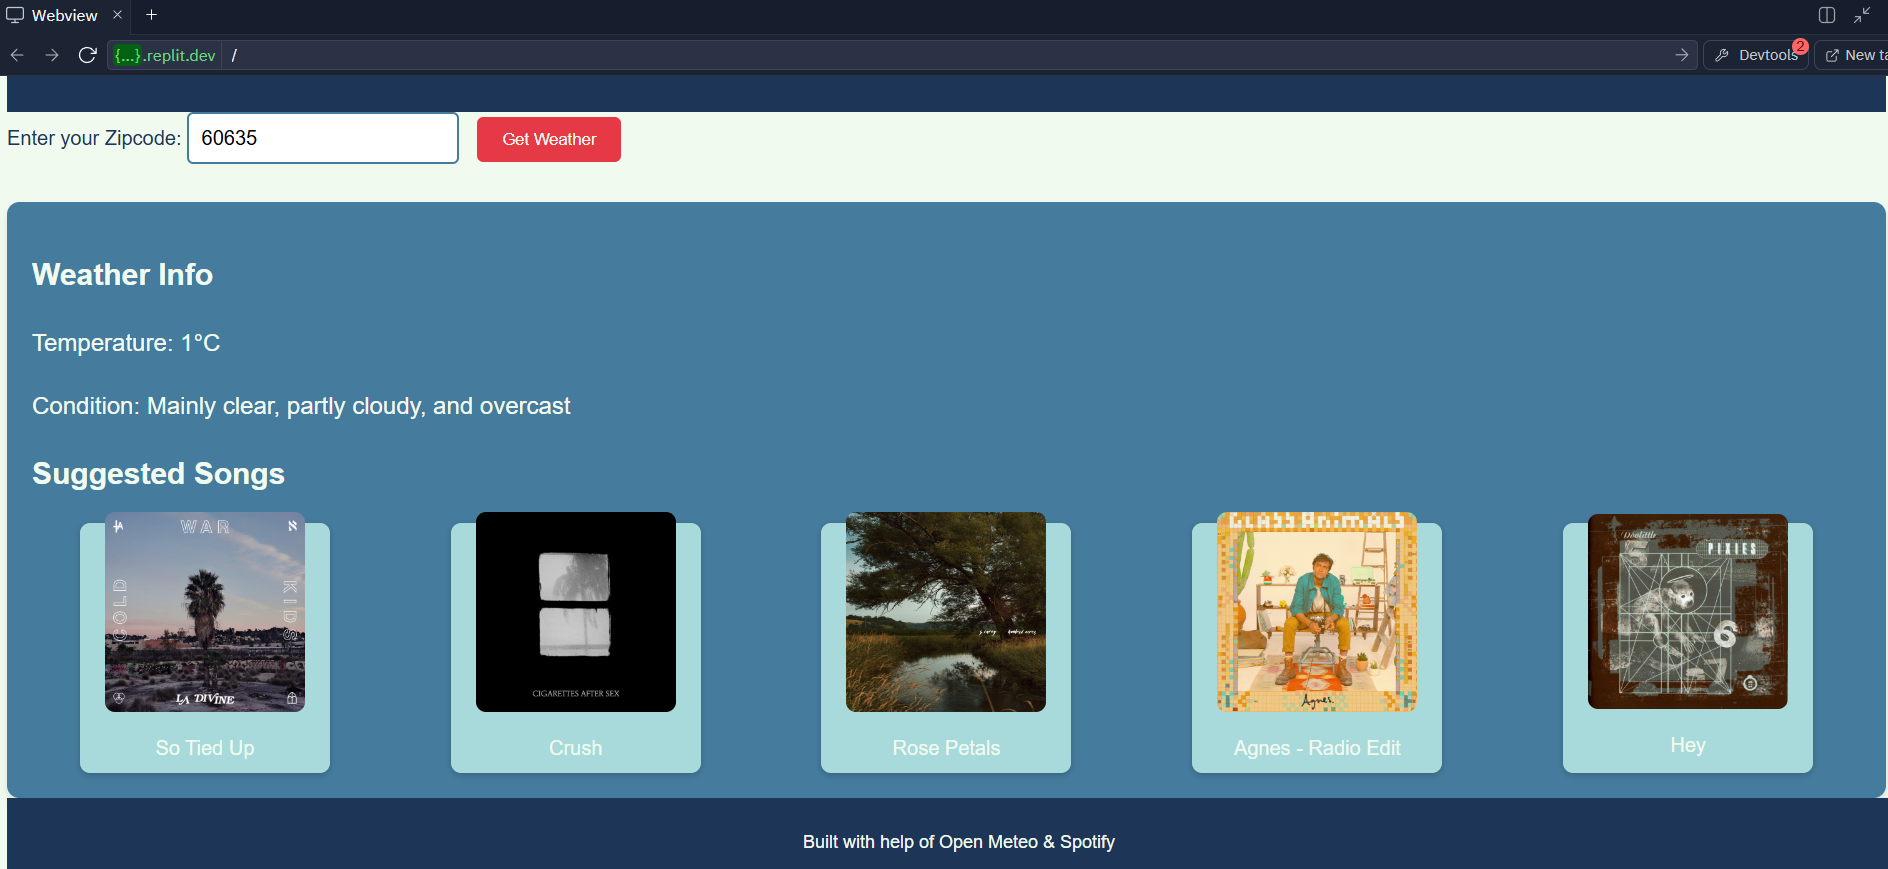 Webview
{...}.replit.dev /
Devtools 2
New ta
Enter your Zipcode: 60635
Get Weather
Weather Info
Temperature: 1°C
Condition: Mainly clear, partly cloudy, and overcast
Suggested Songs
WAR
COLD
KIDS
LA DIVINE
CIGARETTES AFTER SEX
GLASS ANIMALS
Agnes
Doolittle
PIXIES
6
So Tied Up
Crush
Rose Petals
Agnes - Radio Edit
Hey
Built with help of Open Meteo & Spotify